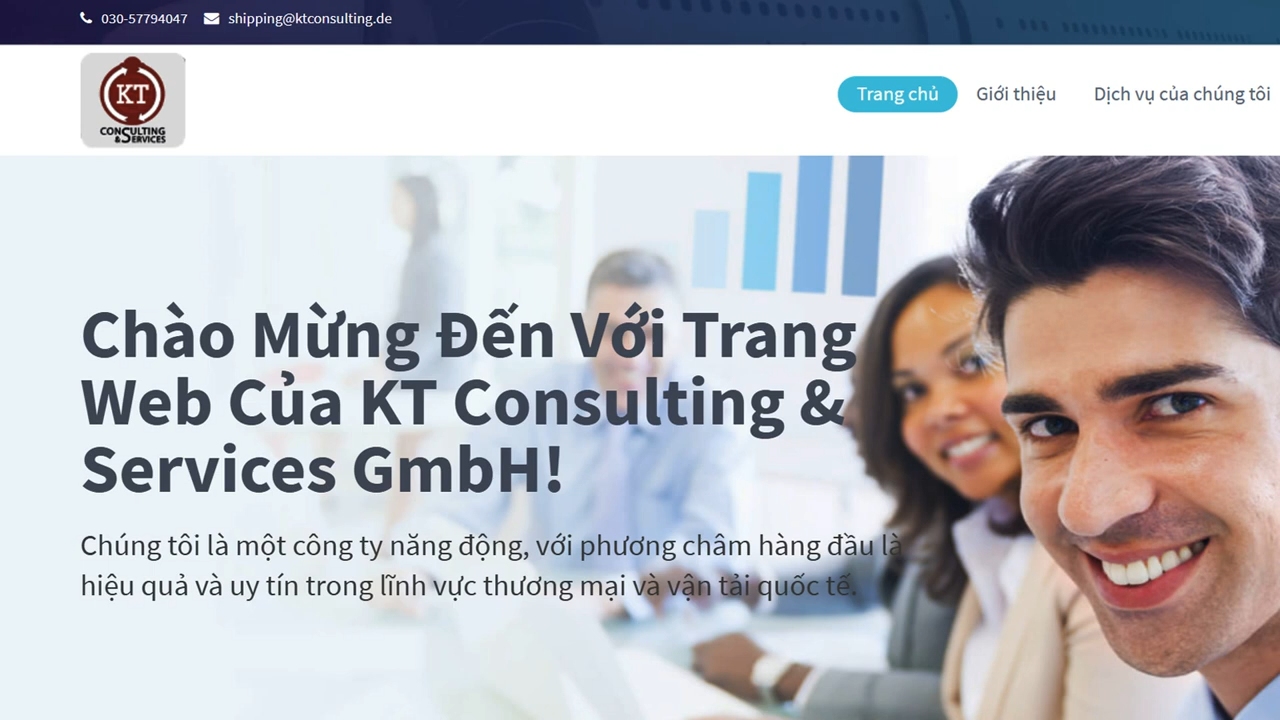 030-57794047 shipping@ktconsulting.de
KT
CONSULTING
& SERVICES
Trang chủ Giới thiệu Dịch vụ của chúng tôi
Chào Mừng Đến Với Trang
Web Của KT Consulting &
Services GmbH!
Chúng tôi là một công ty năng động, với phương châm hàng đầu là
hiệu quả và uy tín trong lĩnh vực thương mại và vận tải quốc tế.